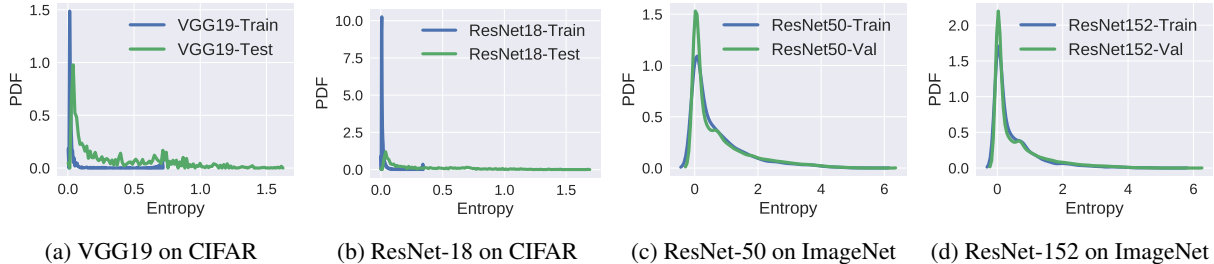 VGG19-Train
VGG19-Test
PDF
1.5
1.0
0.5
0.0
0.0 0.5 1.0 1.5
Entropy
(a) VGG19 on CIFAR
ResNet18-Train
ResNet18-Test
PDF
10.0
7.5
5.0
2.5
0.0
0.0 0.5 1.0 1.5
Entropy
(b) ResNet-18 on CIFAR
ResNet50-Train
ResNet50-Val
PDF
1.5
1.0
0.5
0.0
0 2 4 6
Entropy
(c) ResNet-50 on ImageNet
ResNet152-Train
ResNet152-Val
PDF
2.0
1.5
1.0
0.5
0.0
0 2 4 6
Entropy
(d) ResNet-152 on ImageNet